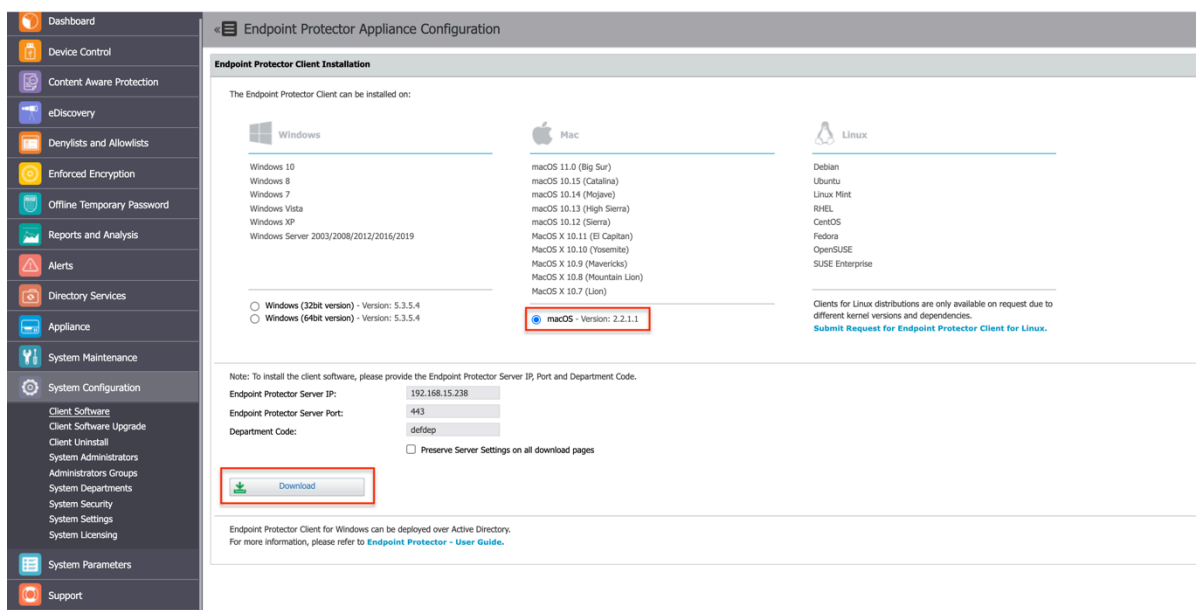 Dashboard
Device Control
Content Aware Protection
eDiscovery
Denylists and Allowlists
Enforced Encryption
Offline Temporary Password
Reports and Analysis
Alerts
Directory Services
Appliance
System Maintenance
System Configuration
Client Software
Client Software Upgrade
Client Uninstall
System Administrators
Administrators Groups
System Departments
System Security
System Settings
System Licensing
System Parameters
Support
« Endpoint Protector Appliance Configuration
Endpoint Protector Client Installation
The Endpoint Protector Client can be installed on:
Windows
Windows 10
Windows 8
Windows 7
Windows Vista
Windows XP
Windows Server 2003/2008/2012/2016/2019
Windows (32bit version) - Version: 5.3.5.4
Windows (64bit version) - Version: 5.3.5.4
Mac
macOS 11.0 (Big Sur)
macOS 10.15 (Catalina)
macOS 10.14 (Mojave)
macOS 10.13 (High Sierra)
macOS 10.12 (Sierra)
MacOS X 10.11 (El Capitan)
MacOS X 10.10 (Yosemite)
MacOS X 10.9 (Mavericks)
MacOS X 10.8 (Mountain Lion)
MacOS X 10.7 (Lion)
macOS - Version: 2.2.1.1
Linux
Debian
Ubuntu
Linux Mint
RHEL
CentOS
Fedora
OpenSUSE
SUSE Enterprise
Clients for Linux distributions are only available on request due to
different kernel versions and dependencies.
Submit Request for Endpoint Protector Client for Linux.
Note: To install the client software, please provide the Endpoint Protector Server IP, Port and Department Code.
Endpoint Protector Server IP: 192.168.15.238
Endpoint Protector Server Port: 443
Department Code: defdep
Preserve Server Settings on all download pages
Download
Endpoint Protector Client for Windows can be deployed over Active Directory.
For more information, please refer to Endpoint Protector - User Guide.